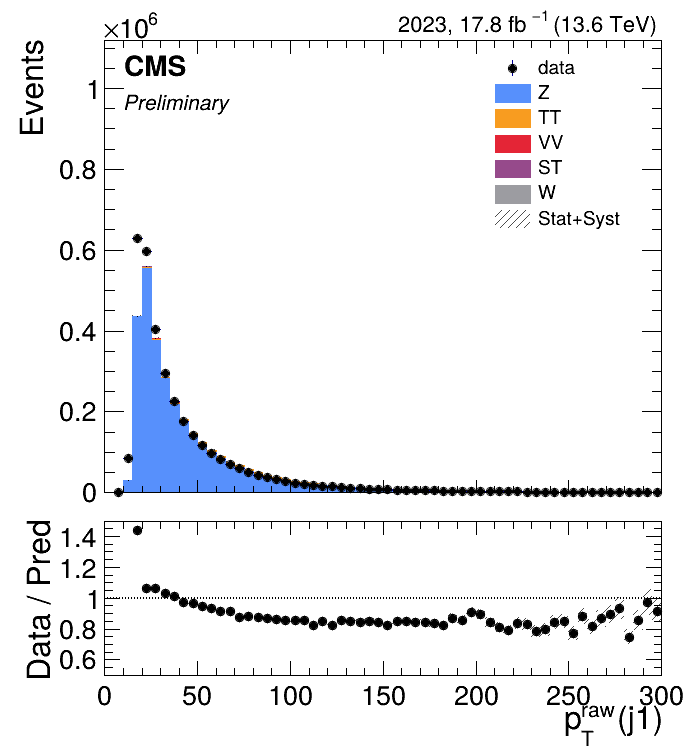 ×10⁶
2023, 17.8 fb⁻¹ (13.6 TeV)
Events
CMS
Preliminary
data
Z
TT
VV
ST
W
Stat+Syst
1
0.8
0.6
0.4
0.2
0
Data / Pred
1.4
1.2
1
0.8
0.6
0 50 100 150 200 250 300
p_T^raw(j1)